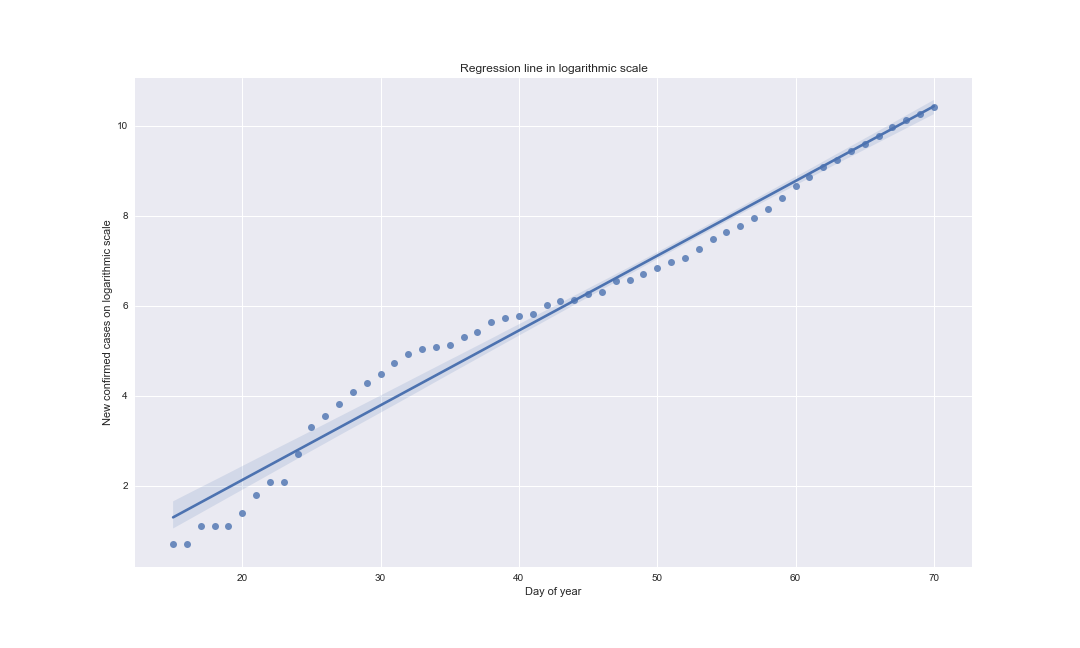 Regression line in logarithmic scale
10
8
6
4
2
New confirmed cases on logarithmic scale
20 30 40 50 60 70
Day of year